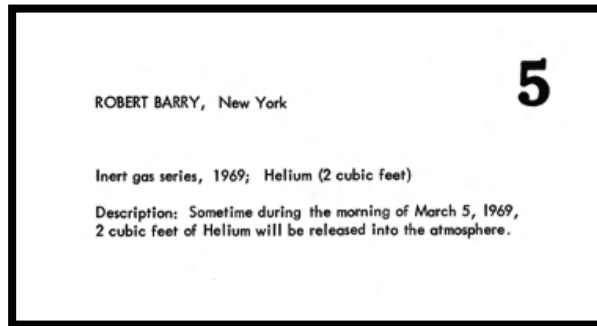 5
ROBERT BARRY, New York
Inert gas series, 1969; Helium (2 cubic feet)
Description: Sometime during the morning of March 5, 1969,
2 cubic feet of Helium will be released into the atmosphere.